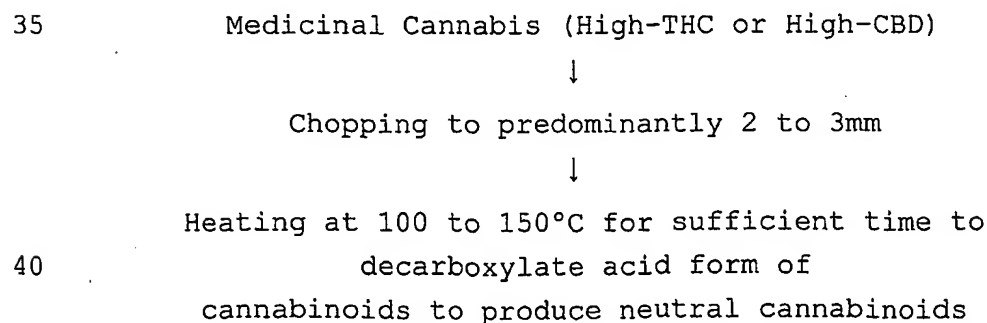 35 Medicinal Cannabis (High-THC or High-CBD)
↓
Chopping to predominantly 2 to 3mm
↓
Heating at 100 to 150°C for sufficient time to
40 decarboxylate acid form of
cannabinoids to produce neutral cannabinoids